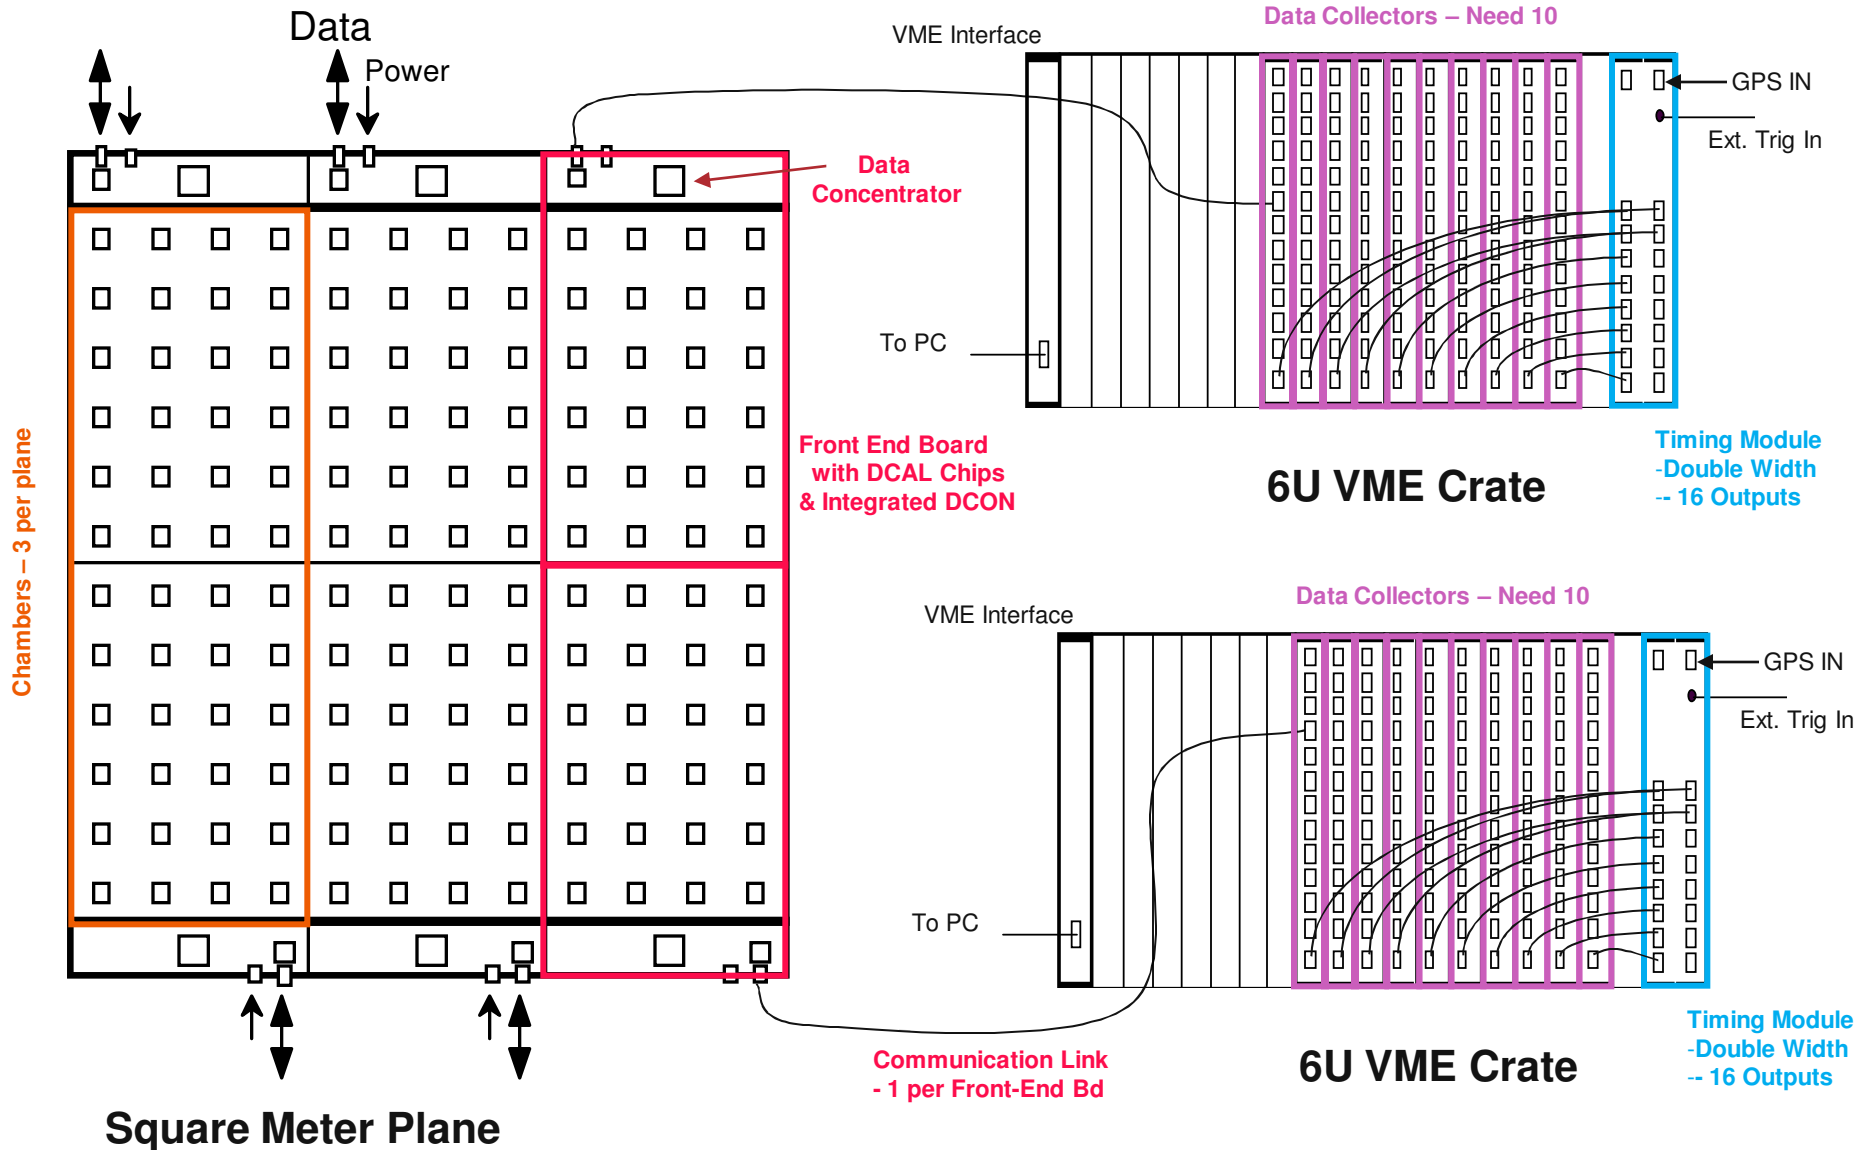 Data
Power
Data
Concentrator
Chambers – 3 per plane
Front End Board
with DCAL Chips
& Integrated DCON
Communication Link
- 1 per Front-End Bd
Square Meter Plane
Data Collectors – Need 10
VME Interface
GPS IN
Ext. Trig In
To PC
Timing Module
-Double Width
-- 16 Outputs
6U VME Crate
Data Collectors – Need 10
VME Interface
GPS IN
Ext. Trig In
To PC
Timing Module
-Double Width
-- 16 Outputs
6U VME Crate